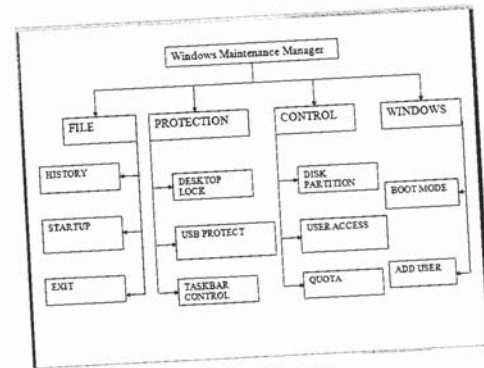 Windows Maintenance Manager
FILE
PROTECTION
CONTROL
WINDOWS
HISTORY
STARTUP
EXIT
DESKTOP
LOCK
USB PROTECT
TASKBAR
CONTROL
DISK
PARTITION
USER ACCESS
QUOTA
BOOT MODE
ADD USER